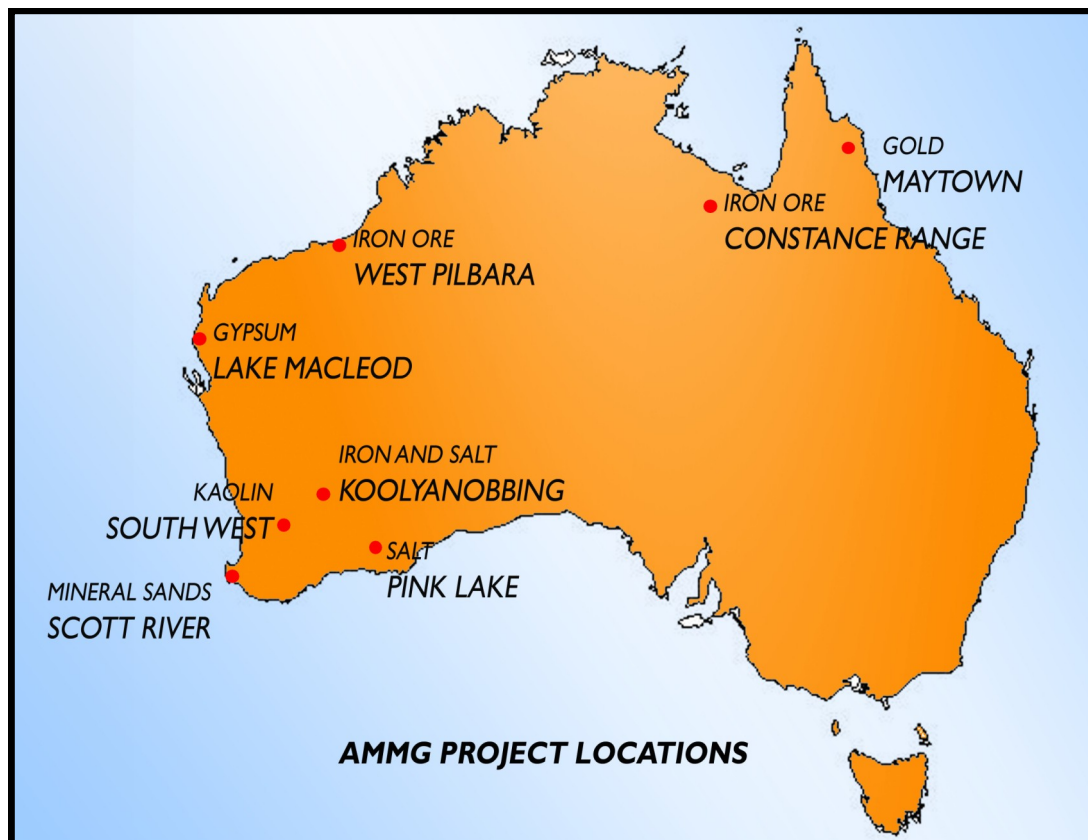 GOLD
MAYTOWN
IRON ORE
CONSTANCE RANGE
IRON ORE
WEST PILBARA
GYPSUM
LAKE MACLEOD
IRON AND SALT
KOOLYANOBBING
KAOLIN
SOUTH WEST
SALT
PINK LAKE
MINERAL SANDS
SCOTT RIVER
AMMG PROJECT LOCATIONS